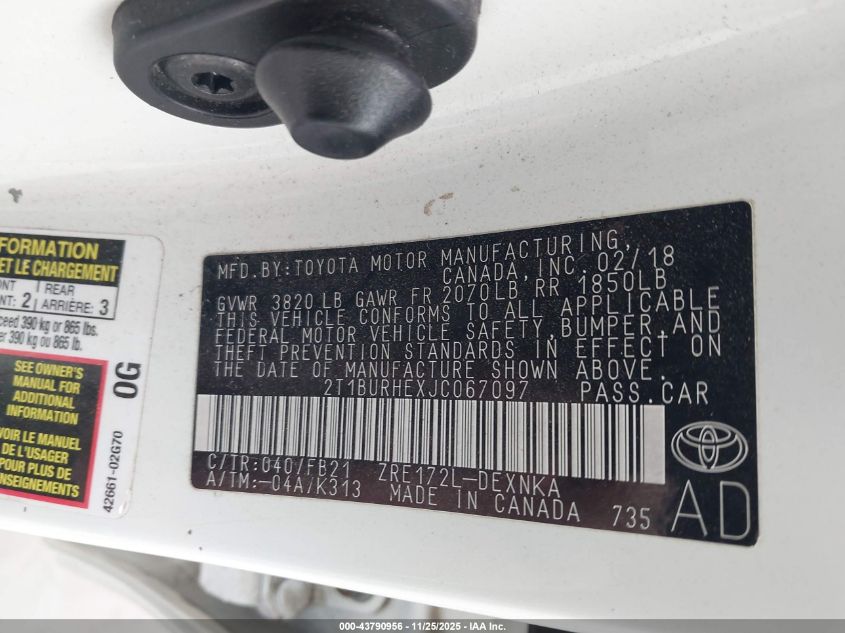 FORMATION
ET LE CHARGEMENT
REAR
2 ARRIÈRE: 3
390 kg or 865 lbs.
390 kg ou 865 lb.
SEE OWNER'S
MANUAL FOR
ADDITIONAL
INFORMATION
VOIR LE MANUEL
DE L'USAGER
POUR PLUS DE
RENSEIGNEMENTS
0G
42661-02G70
MFD. BY: TOYOTA MOTOR MANUFACTURING,
CANADA, INC. 02/18
GVWR 3820 LB GAWR FR 2070LB, RR 1850LB
THIS VEHICLE CONFORMS TO ALL APPLICABLE
FEDERAL MOTOR VEHICLE SAFETY, BUMPER, AND
THEFT PREVENTION STANDARDS IN EFFECT ON
THE DATE OF MANUFACTURE SHOWN ABOVE.
2T1BURHEXJC067097 PASS.CAR
C/TR:040/FB21 ZRE172L-DEXNKA
A/TM:-04A/K313 MADE IN CANADA 735
AD
000-43790956 - 11/25/2025 - IAA Inc.